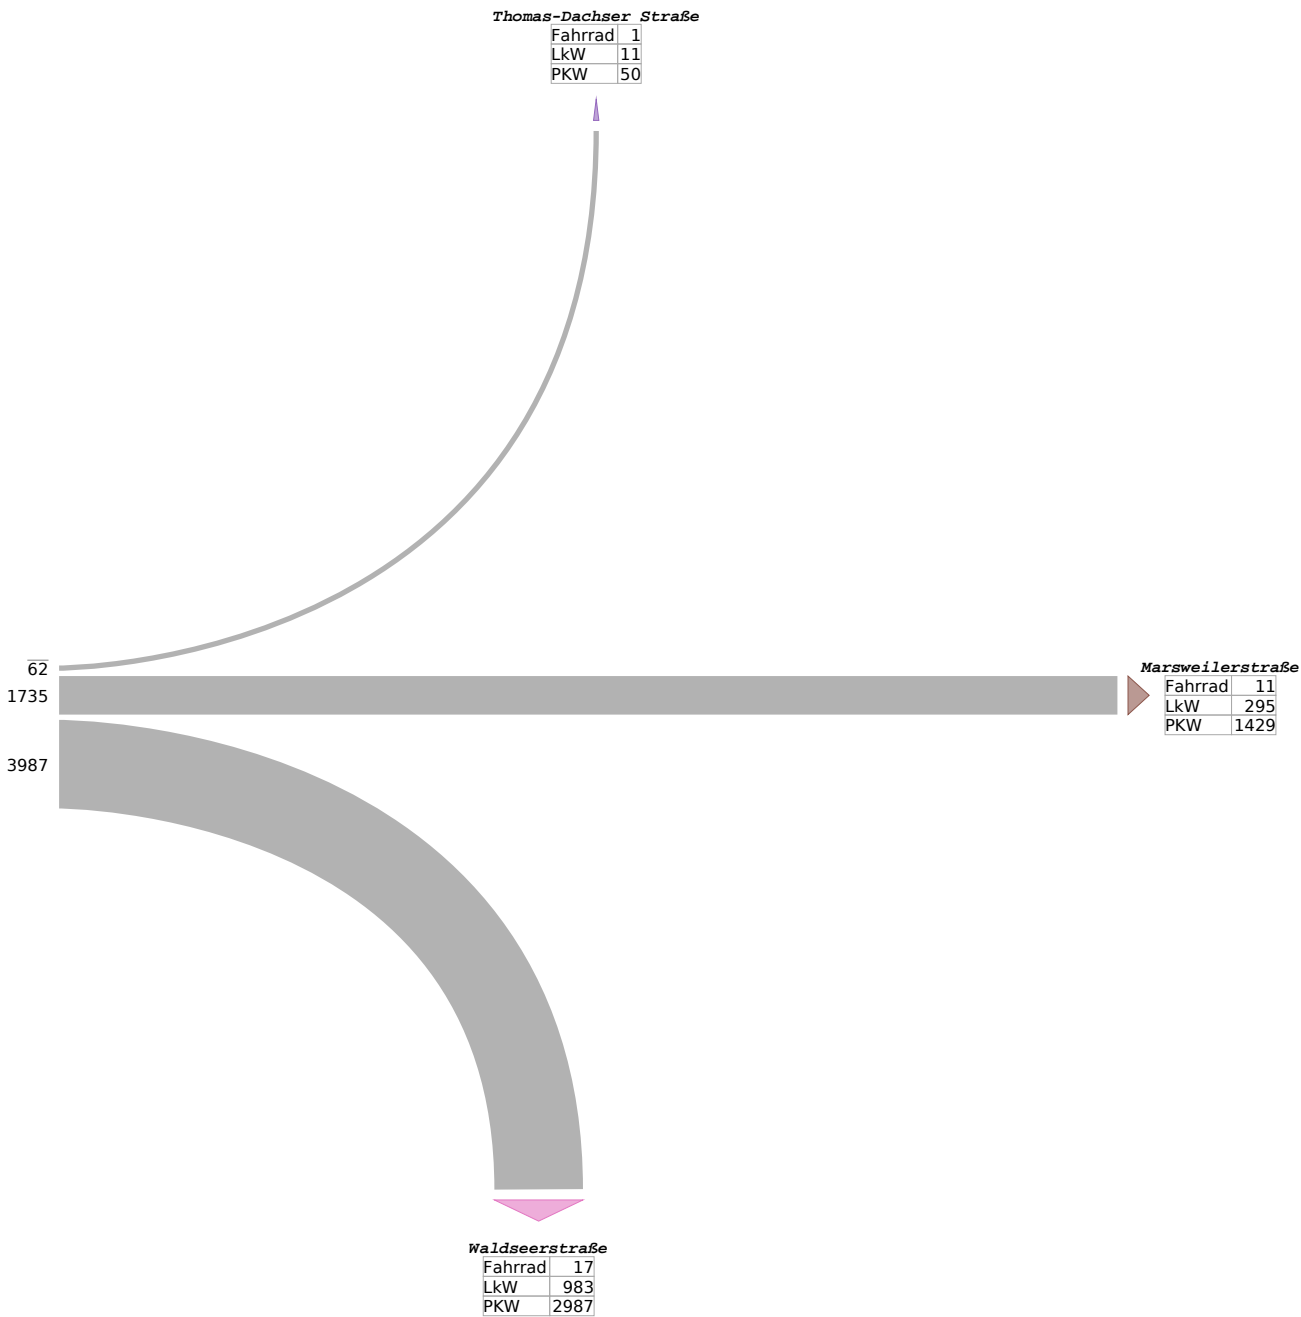 Thomas-Dachser Straße
Fahrrad 1
LkW 11
PKW 50
62
1735
3987
Marsweilerstraße
Fahrrad 11
LkW 295
PKW 1429
Waldseerstraße
Fahrrad 17
LkW 983
PKW 2987